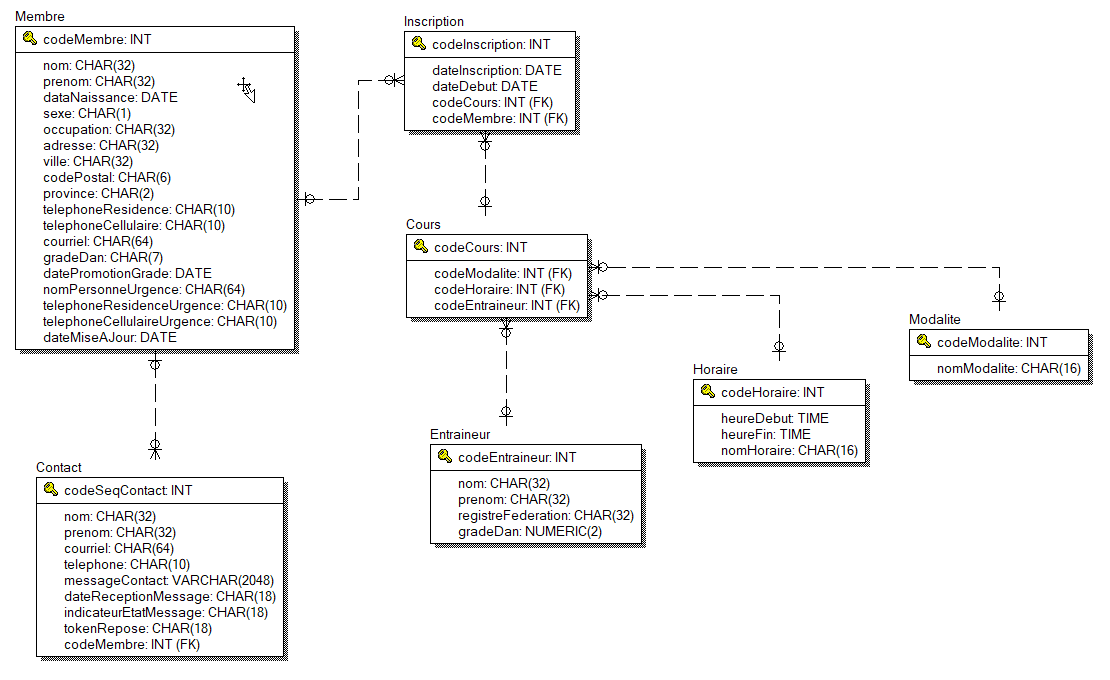 Membre
codeMembre: INT
nom: CHAR(32)
prenom: CHAR(32)
dataNaissance: DATE
sexe: CHAR(1)
occupation: CHAR(32)
adresse: CHAR(32)
ville: CHAR(32)
codePostal: CHAR(6)
province: CHAR(2)
telephoneResidence: CHAR(10)
telephoneCellulaire: CHAR(10)
courriel: CHAR(64)
gradeDan: CHAR(7)
datePromotionGrade: DATE
nomPersonneUrgence: CHAR(64)
telephoneResidenceUrgence: CHAR(10)
telephoneCellulaireUrgence: CHAR(10)
dateMiseAJour: DATE
Inscription
codeInscription: INT
dateInscription: DATE
dateDebut: DATE
codeCours: INT (FK)
codeMembre: INT (FK)
Cours
codeCours: INT
codeModalite: INT (FK)
codeHoraire: INT (FK)
codeEntraineur: INT (FK)
Modalite
codeModalite: INT
nomModalite: CHAR(16)
Horaire
codeHoraire: INT
heureDebut: TIME
heureFin: TIME
nomHoraire: CHAR(16)
Entraineur
codeEntraineur: INT
nom: CHAR(32)
prenom: CHAR(32)
registreFederation: CHAR(32)
gradeDan: NUMERIC(2)
Contact
codeSeqContact: INT
nom: CHAR(32)
prenom: CHAR(32)
courriel: CHAR(64)
telephone: CHAR(10)
messageContact: VARCHAR(2048)
dateReceptionMessage: CHAR(18)
indicateurEtatMessage: CHAR(18)
tokenRepose: CHAR(18)
codeMembre: INT (FK)